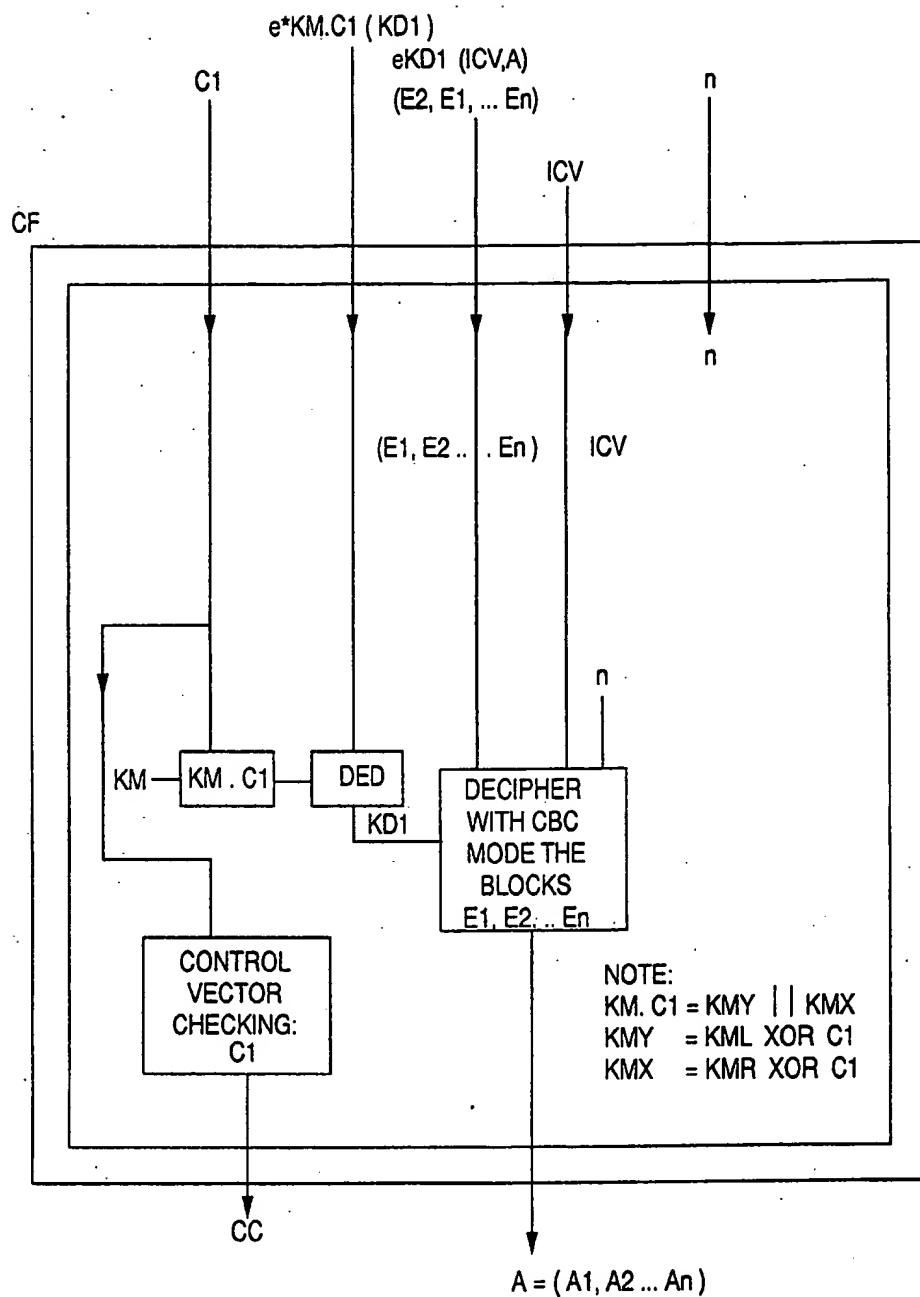 e*KM.C1 ( KD1 )
eKD1 (ICV,A)
C1
(E2, E1, ... En)
n
ICV
CF
n
(E1, E2 .. . En )
ICV
n
KM
KM . C1
DED
KD1
DECIPHER
WITH CBC
MODE THE
BLOCKS
E1, E2, .. En
CONTROL
VECTOR
CHECKING:
C1
NOTE:
KM. C1 = KMY || KMX
KMY = KML XOR C1
KMX = KMR XOR C1
CC
A = ( A1, A2 ... An )